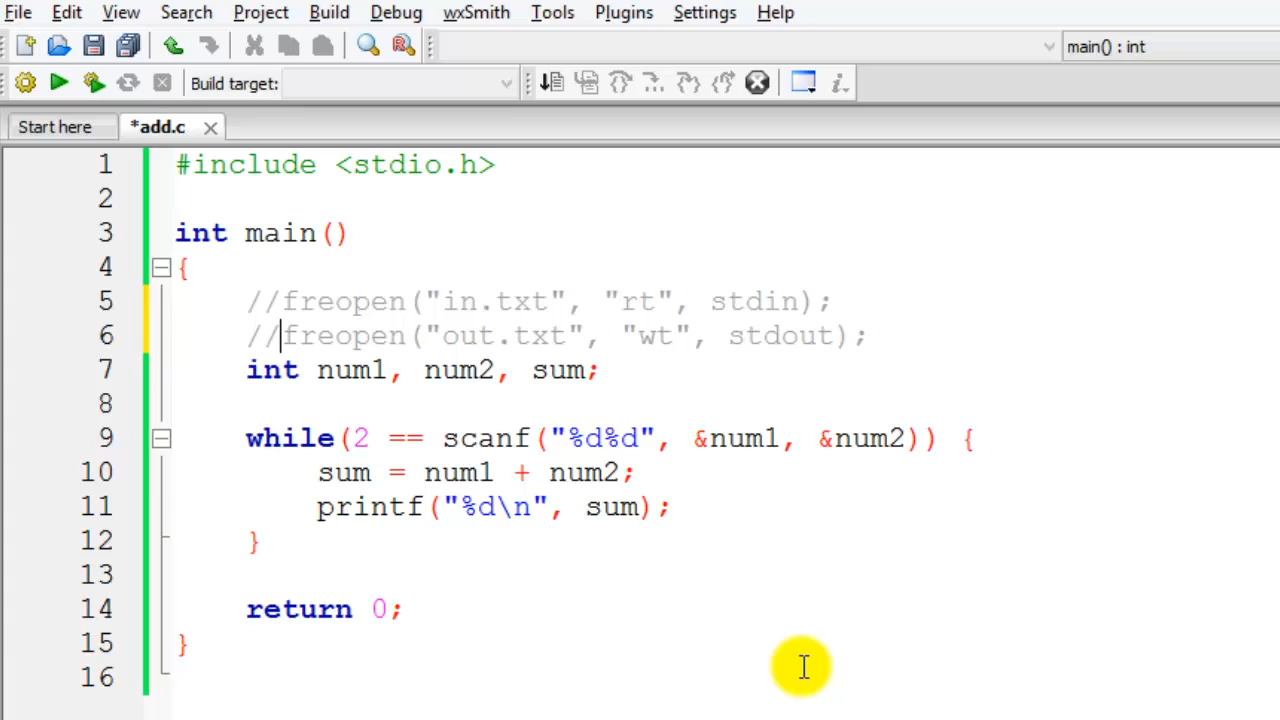 File Edit View Search Project Build Debug wxSmith Tools Plugins Settings Help
main() : int
Build target:
Start here *add.c
1 #include <stdio.h>
2
3 int main()
4 {
5 //freopen("in.txt", "rt", stdin);
6 //freopen("out.txt", "wt", stdout);
7 int num1, num2, sum;
8
9 while(2 == scanf("%d%d", &num1, &num2)) {
10 sum = num1 + num2;
11 printf("%d\n", sum);
12 }
13
14 return 0;
15 }
16